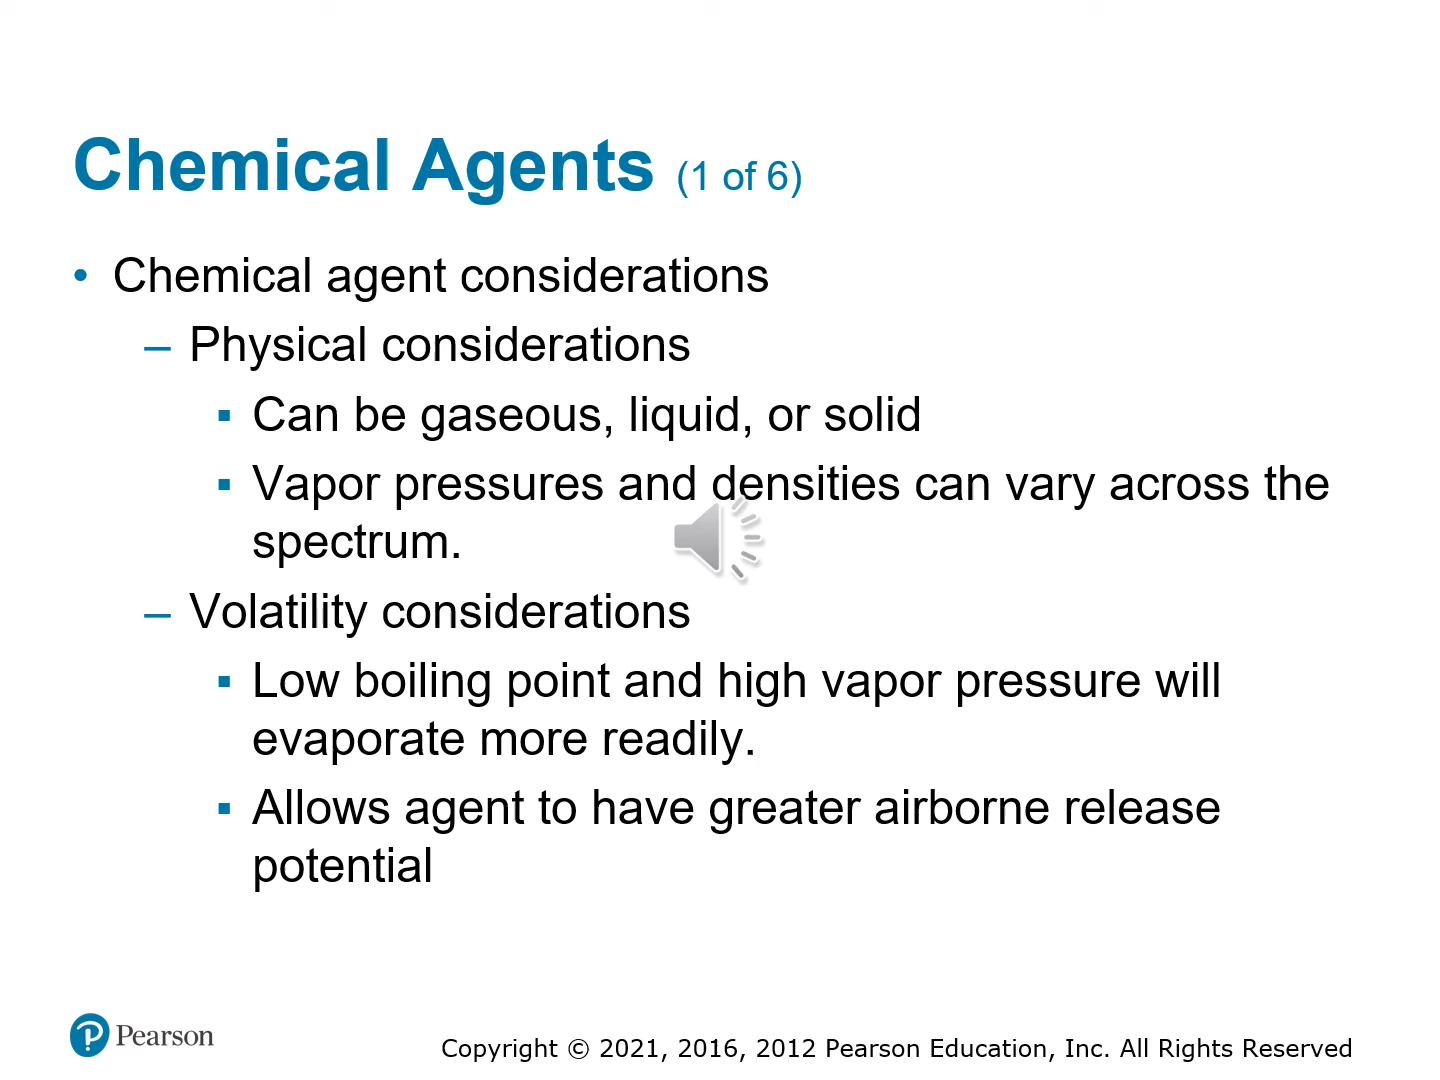 Chemical Agents (1 of 6)
• Chemical agent considerations
– Physical considerations
▪ Can be gaseous, liquid, or solid
▪ Vapor pressures and densities can vary across the
spectrum.
– Volatility considerations
▪ Low boiling point and high vapor pressure will
evaporate more readily.
▪ Allows agent to have greater airborne release
potential
Pearson
Copyright © 2021, 2016, 2012 Pearson Education, Inc. All Rights Reserved